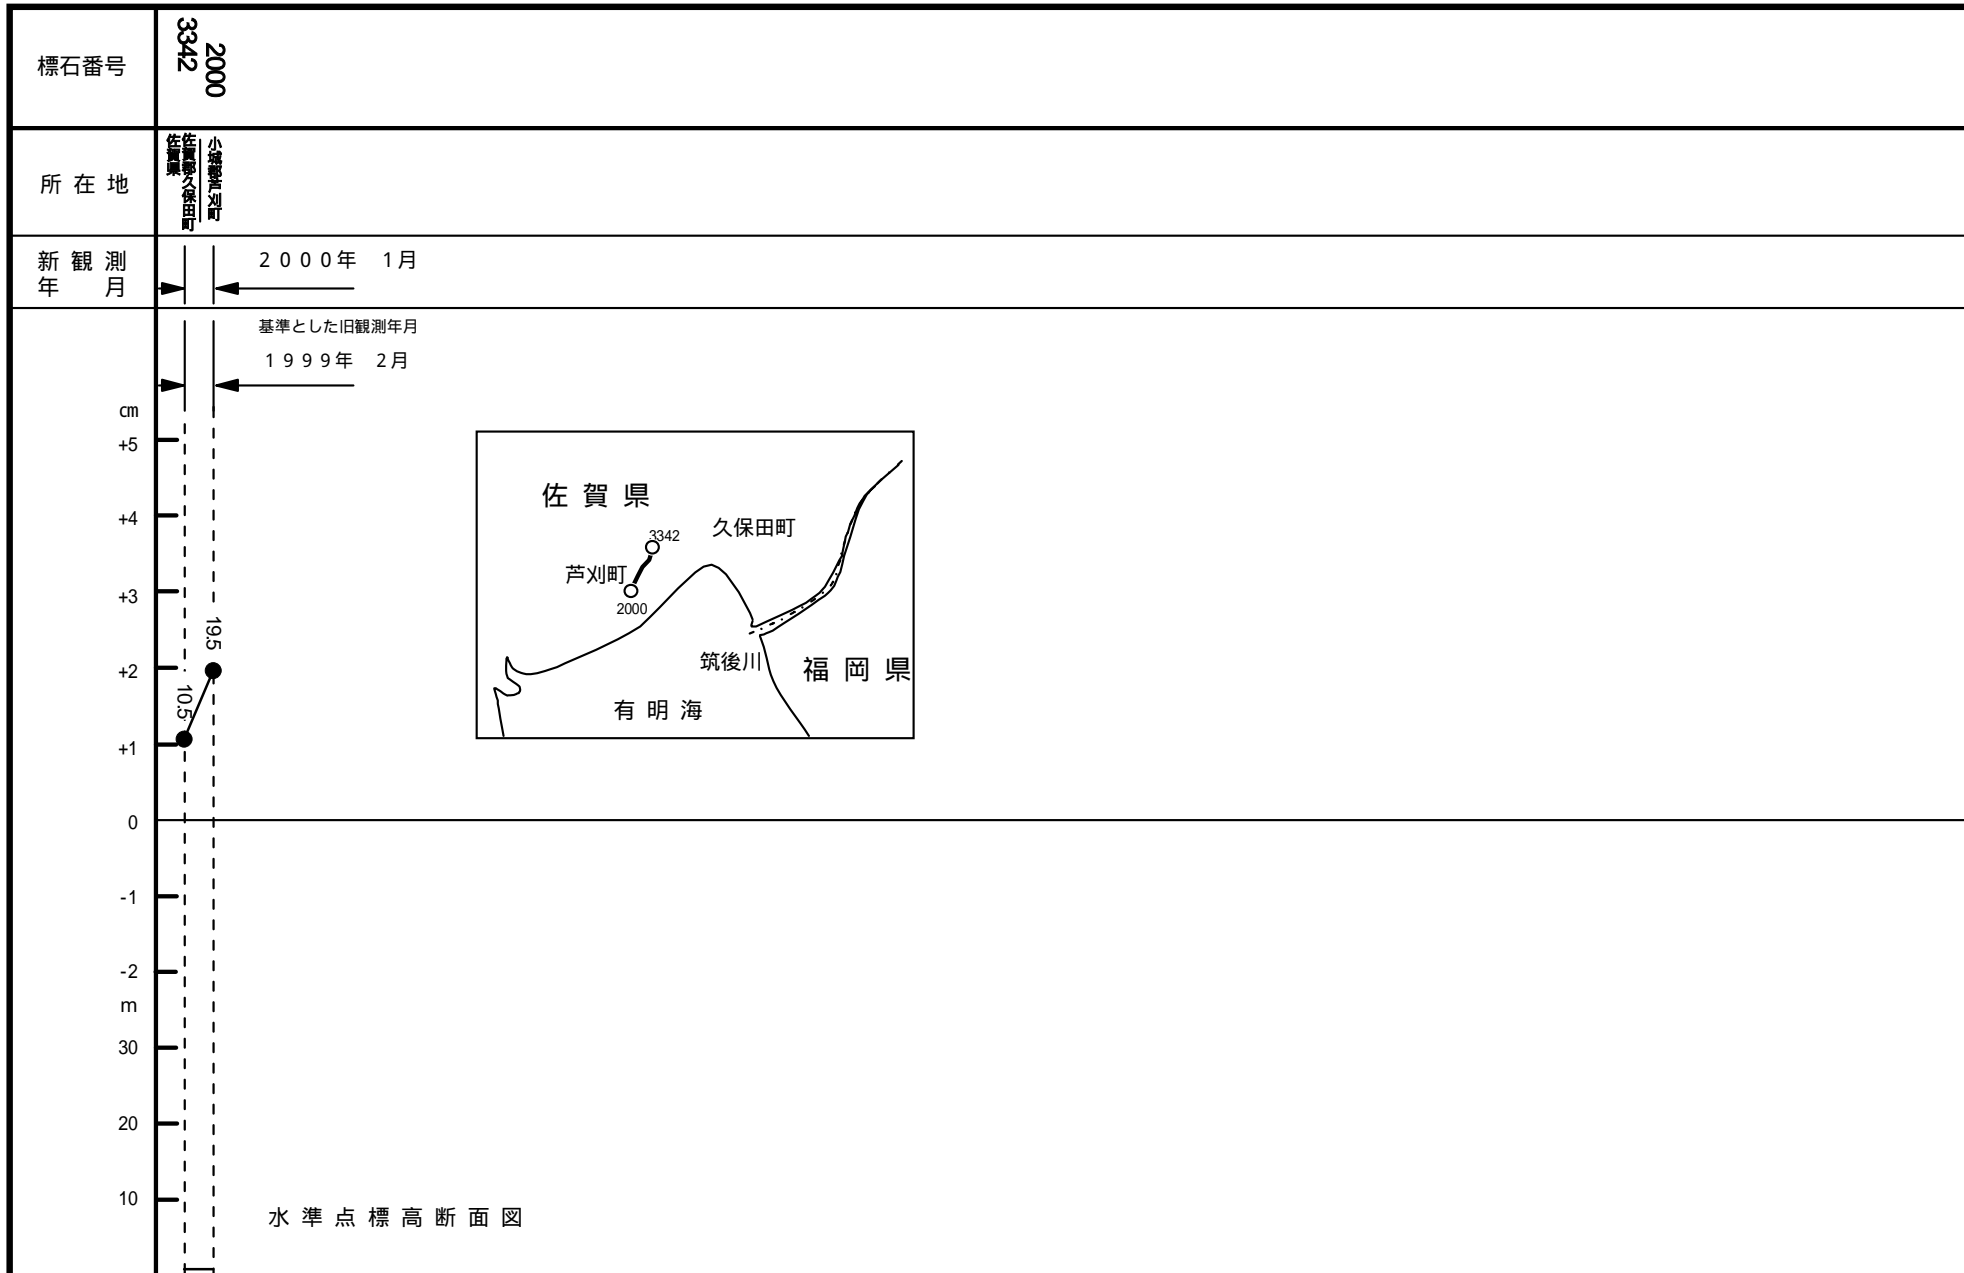 標石番号
3342
2000
所在地
佐賀県
佐賀郡久保田町
小城郡芦刈町
新観測
年　月
2000年　1月
基準とした旧観測年月
1999年　2月
cm
+5
+4
+3
+2
+1
0
-1
-2
m
30
20
10
19.5
10.5
佐賀県
久保田町
3342
芦刈町
2000
筑後川
福岡県
有明海
水準点標高断面図